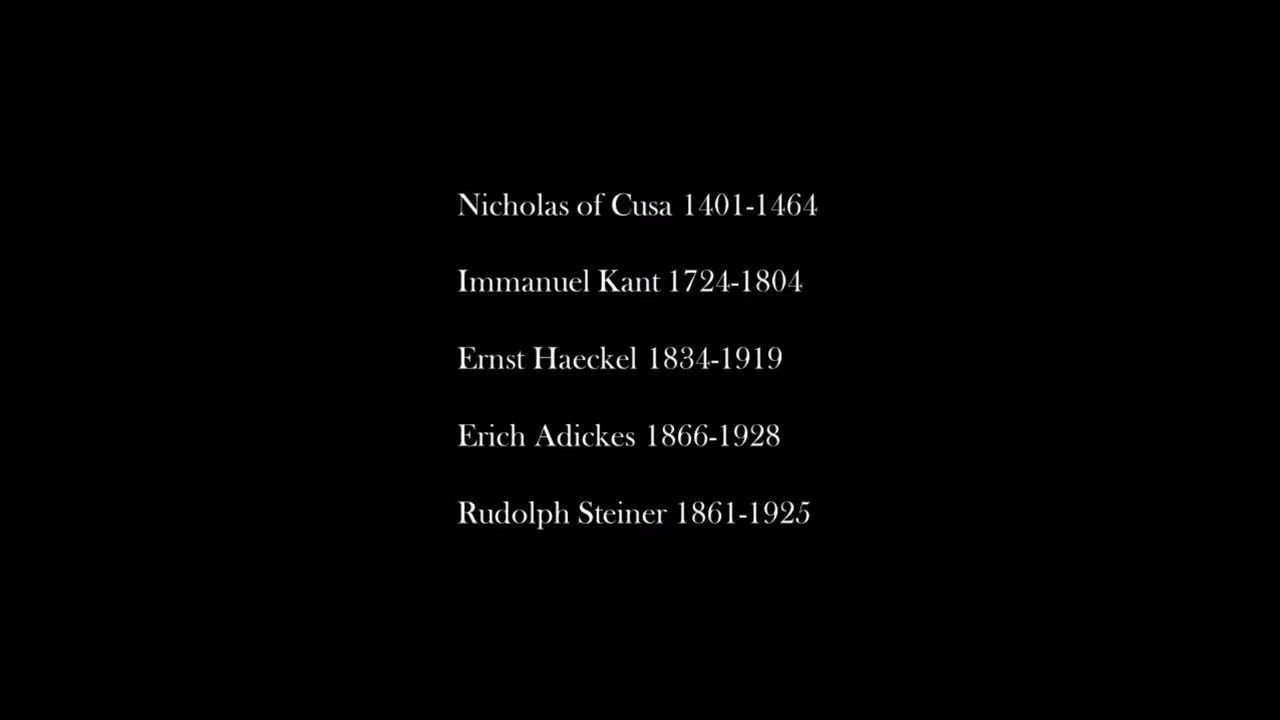 Nicholas of Cusa 1401-1464
Immanuel Kant 1724-1804
Ernst Haeckel 1834-1919
Erich Adickes 1866-1928
Rudolph Steiner 1861-1925